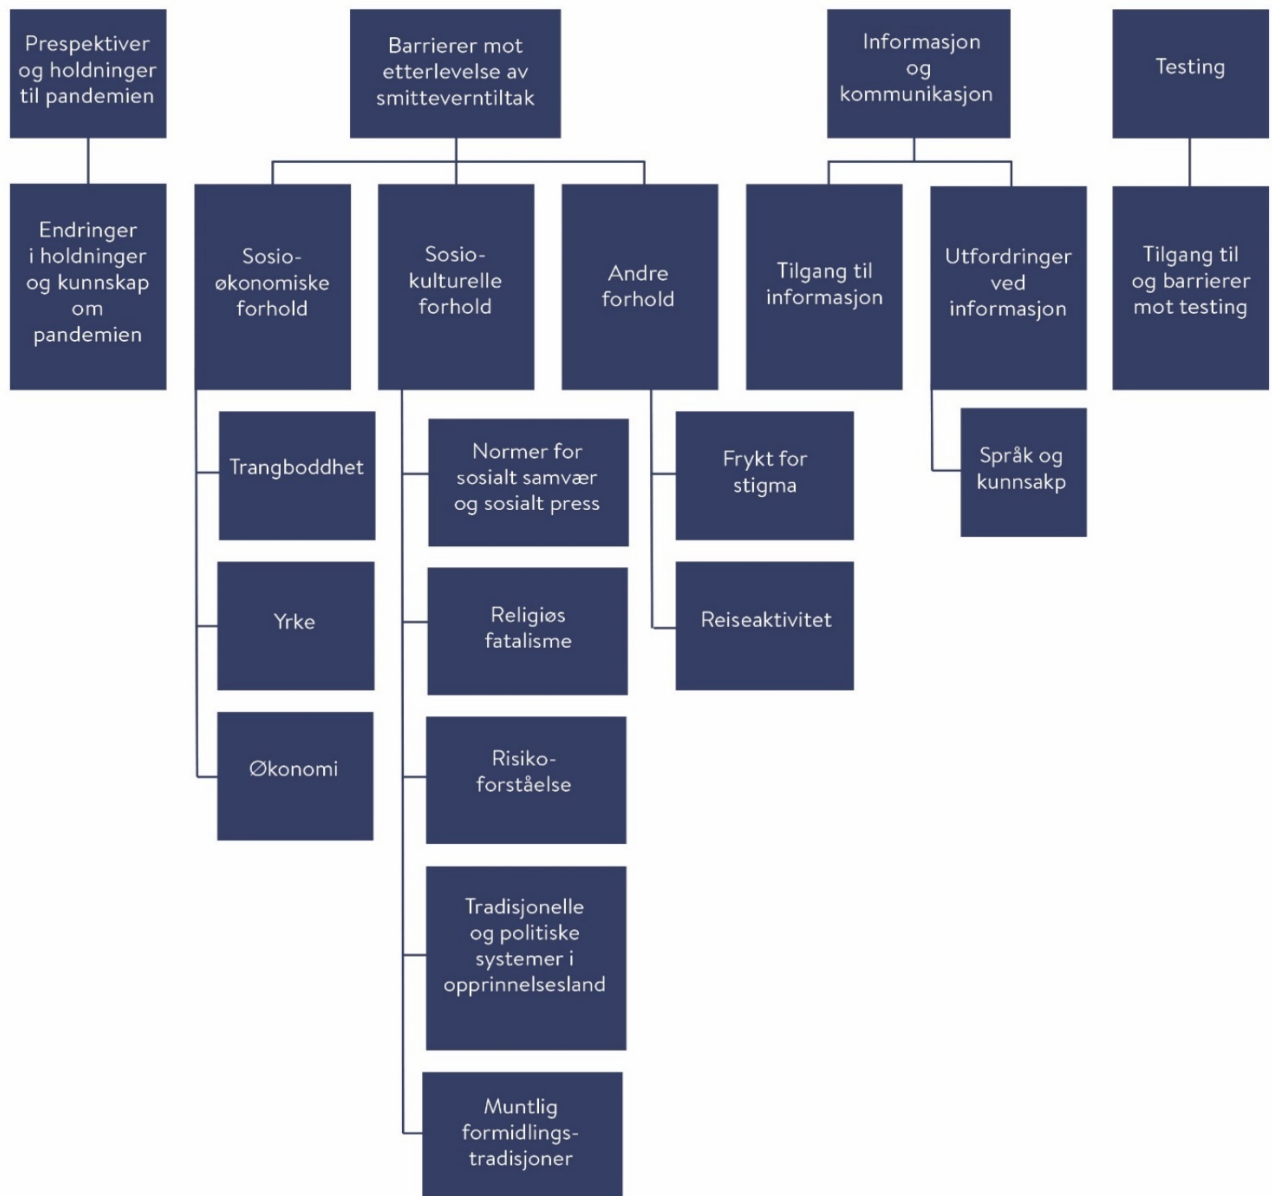 Prespektiver
og holdninger
til pandemien
Barrierer mot
etterlevelse av
smitteverntiltak
Informasjon
og
kommunikasjon
Testing
Endringer
i holdninger
og kunnskap
om
pandemien
Sosio-
økonomiske
forhold
Sosio-
kulturelle
forhold
Andre
forhold
Tilgang til
informasjon
Utfordringer
ved
informasjon
Tilgang til
og barrierer
mot testing
Trangboddhet
Yrke
Økonomi
Normer for
sosialt samvær
og sosialt press
Religiøs
fatalisme
Risiko-
forståelse
Tradisjonelle
og politiske
systemer i
opprinnelsesland
Muntlig
formidlings-
tradisjoner
Frykt for
stigma
Reiseaktivitet
Språk og
kunnsakp